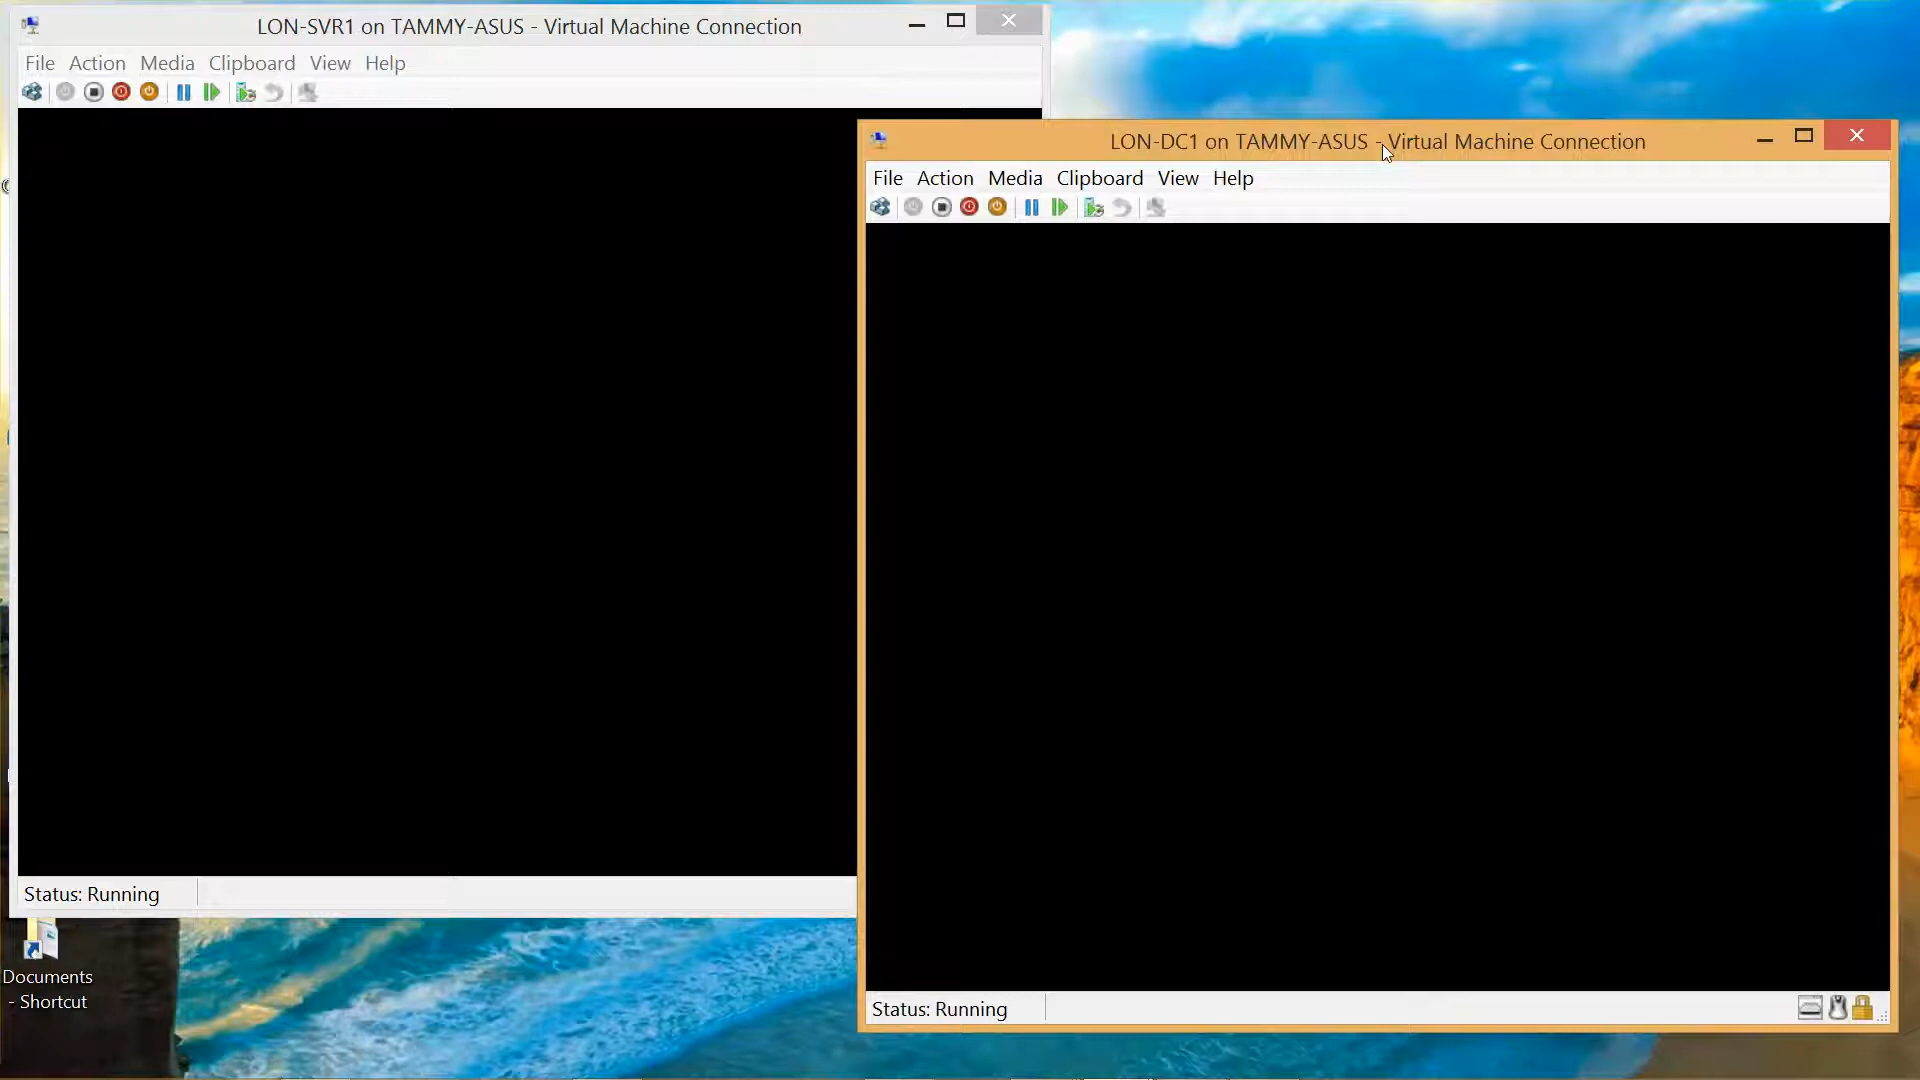 LON-SVR1 on TAMMY-ASUS - Virtual Machine Connection
File Action Media Clipboard View Help
LON-DC1 on TAMMY-ASUS - Virtual Machine Connection
File Action Media Clipboard View Help
Status: Running
Documents
- Shortcut
Status: Running